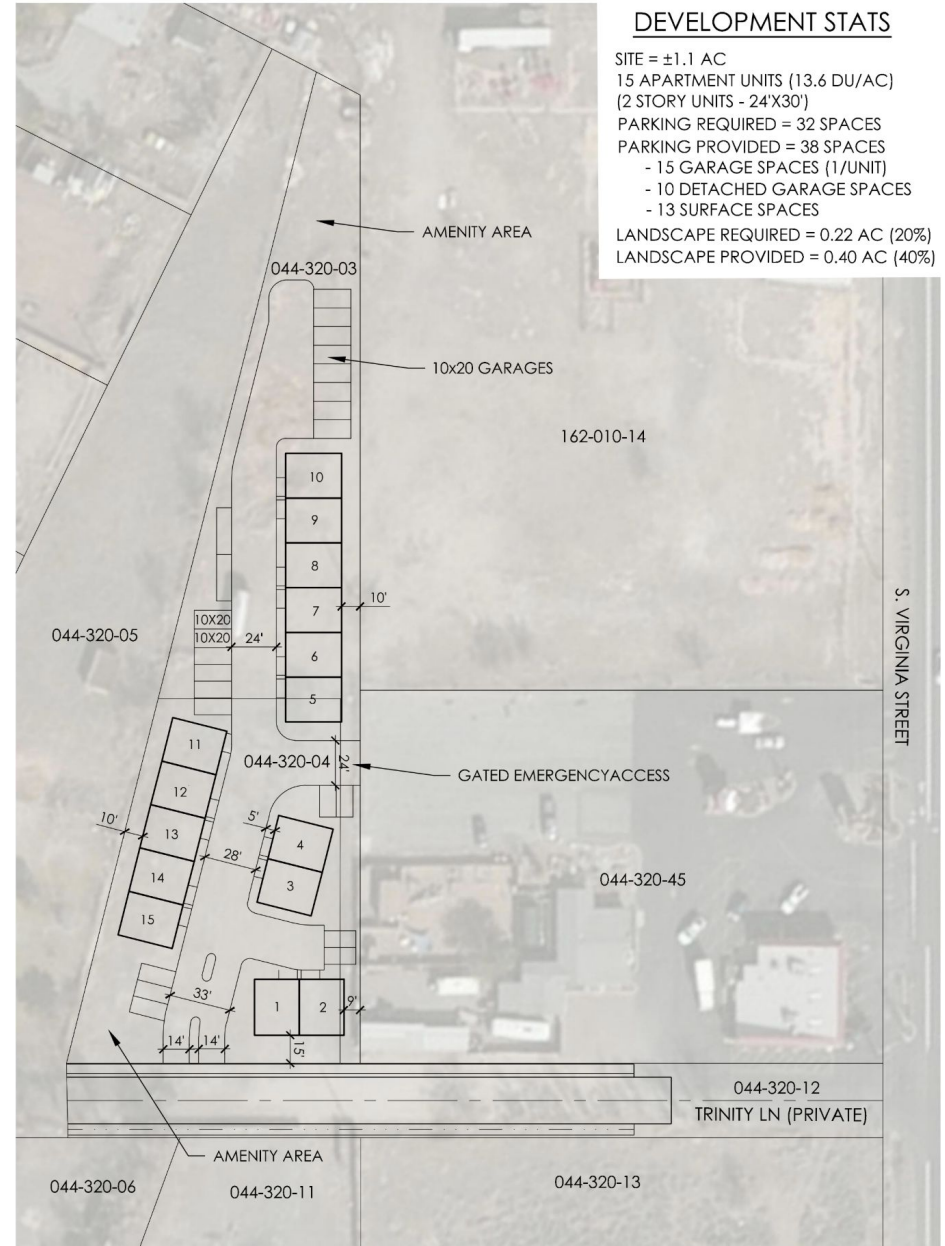 DEVELOPMENT STATS
SITE = ±1.1 AC
15 APARTMENT UNITS (13.6 DU/AC)
(2 STORY UNITS - 24'X30')
PARKING REQUIRED = 32 SPACES
PARKING PROVIDED = 38 SPACES
- 15 GARAGE SPACES (1/UNIT)
- 10 DETACHED GARAGE SPACES
- 13 SURFACE SPACES
LANDSCAPE REQUIRED = 0.22 AC (20%)
LANDSCAPE PROVIDED = 0.40 AC (40%)
AMENITY AREA
044-320-03
10x20 GARAGES
162-010-14
10
9
8
7
6
5
10'
10X20
10X20
24'
044-320-05
S. VIRGINIA STREET
11
12
13
14
15
044-320-04
24'
GATED EMERGENCYACCESS
10'
5'
28'
4
3
044-320-45
33'
1
2
9'
14'
14'
15'
044-320-12
TRINITY LN (PRIVATE)
AMENITY AREA
044-320-06
044-320-11
044-320-13